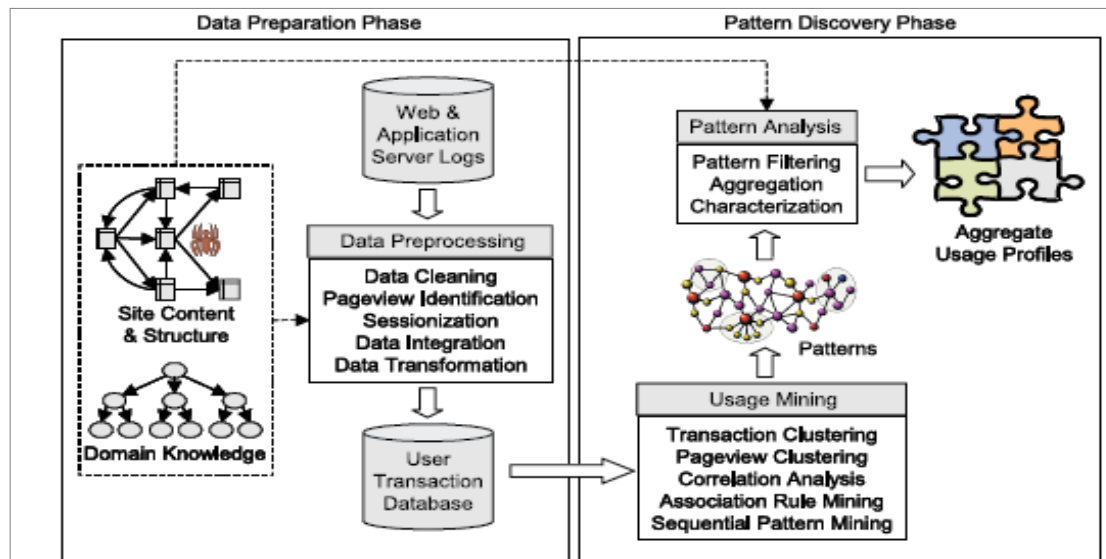 Data Preparation Phase
Pattern Discovery Phase
Web &
Application
Server Logs
Data Preprocessing
Data Cleaning
Pageview Identification
Sessionization
Data Integration
Data Transformation
Site Content
& Structure
Domain Knowledge
User
Transaction
Database
Pattern Analysis
Pattern Filtering
Aggregation
Characterization
Aggregate
Usage Profiles
Patterns
Usage Mining
Transaction Clustering
Pageview Clustering
Correlation Analysis
Association Rule Mining
Sequential Pattern Mining